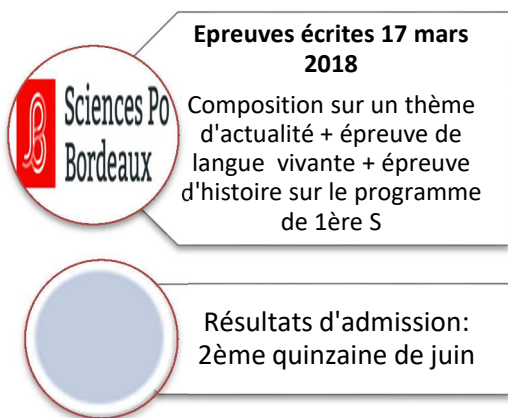 Epreuves écrites 17 mars
2018
Sciences Po
Bordeaux
Composition sur un thème
d'actualité + épreuve de
langue vivante + épreuve
d'histoire sur le programme
de 1ère S
Résultats d'admission:
2ème quinzaine de juin